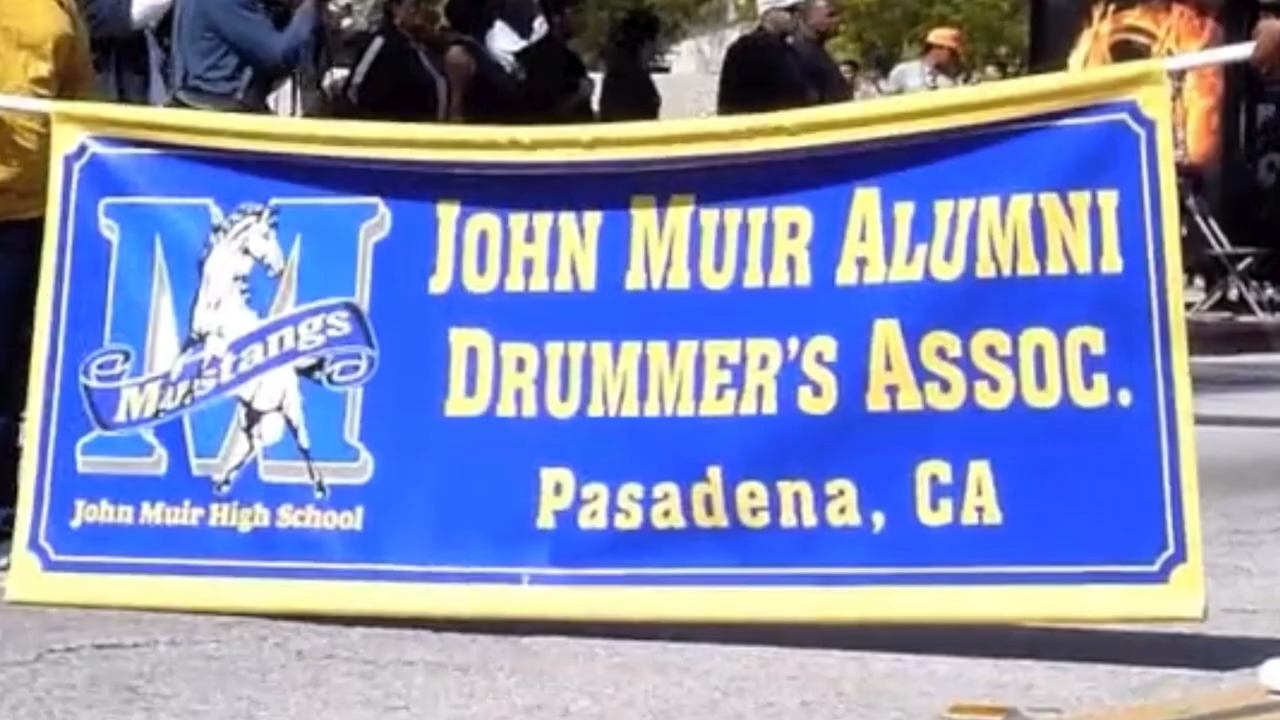 Mustangs
John Muir High School
JOHN MUIR ALUMNI
DRUMMER'S ASSOC.
Pasadena, CA